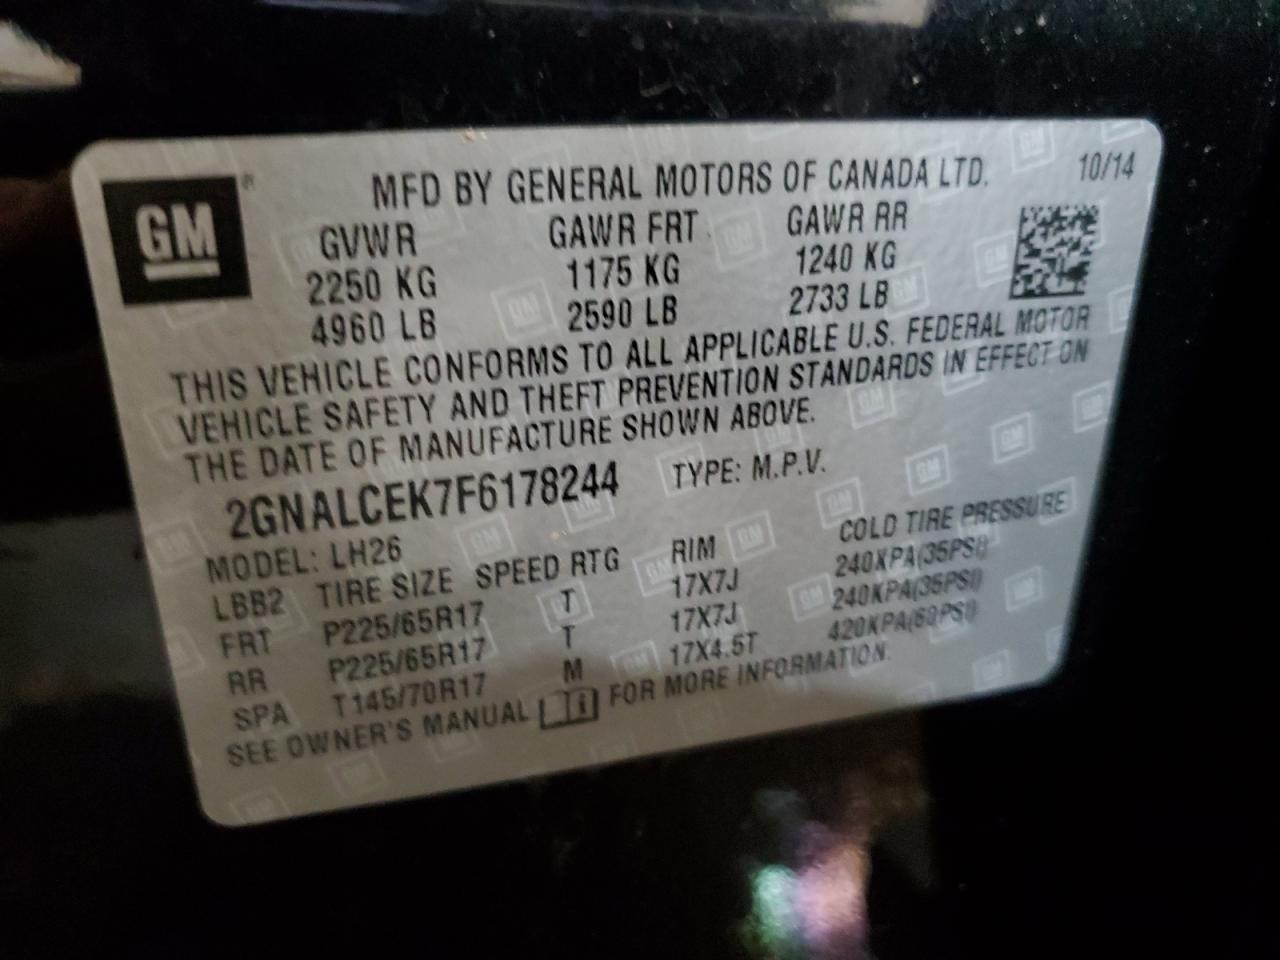 GM
MFD BY GENERAL MOTORS OF CANADA LTD. 10/14
GVWR GAWR FRT GAWR RR
2250 KG 1175 KG 1240 KG
4960 LB 2590 LB 2733 LB
THIS VEHICLE CONFORMS TO ALL APPLICABLE U.S. FEDERAL MOTOR
VEHICLE SAFETY AND THEFT PREVENTION STANDARDS IN EFFECT ON
THE DATE OF MANUFACTURE SHOWN ABOVE.
2GNALCEK7F6178244 TYPE: M.P.V.
MODEL: LH26
LBB2 TIRE SIZE SPEED RTG RIM COLD TIRE PRESSURE
FRT P225/65R17 T 17X7J 240KPA(35PSI)
RR P225/65R17 T 17X7J 240KPA(35PSI)
SPA T145/70R17 M 17X4.5T 420KPA(60PSI)
SEE OWNER'S MANUAL FOR MORE INFORMATION.